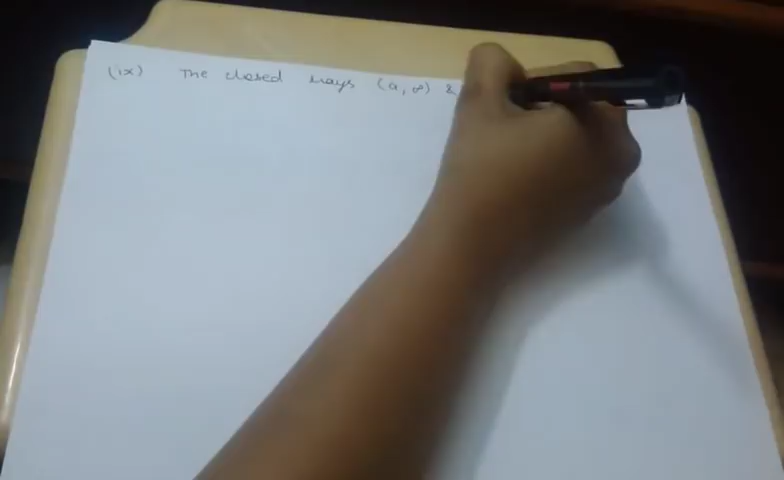 (ix) The closed rays (a, ∞) &